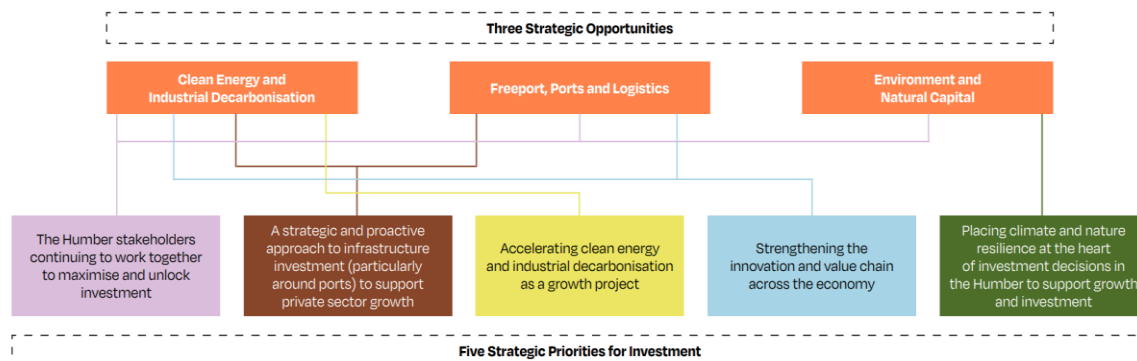 Three Strategic Opportunities
Clean Energy and
Industrial Decarbonisation
Freeport, Ports and Logistics
Environment and
Natural Capital
The Humber stakeholders
continuing to work together
to maximise and unlock
investment
A strategic and proactive
approach to infrastructure
investment (particularly
around ports) to support
private sector growth
Accelerating clean energy
and industrial decarbonisation
as a growth project
Strengthening the
innovation and value chain
across the economy
Placing climate and nature
resilience at the heart
of investment decisions in
the Humber to support growth
and investment
Five Strategic Priorities for Investment